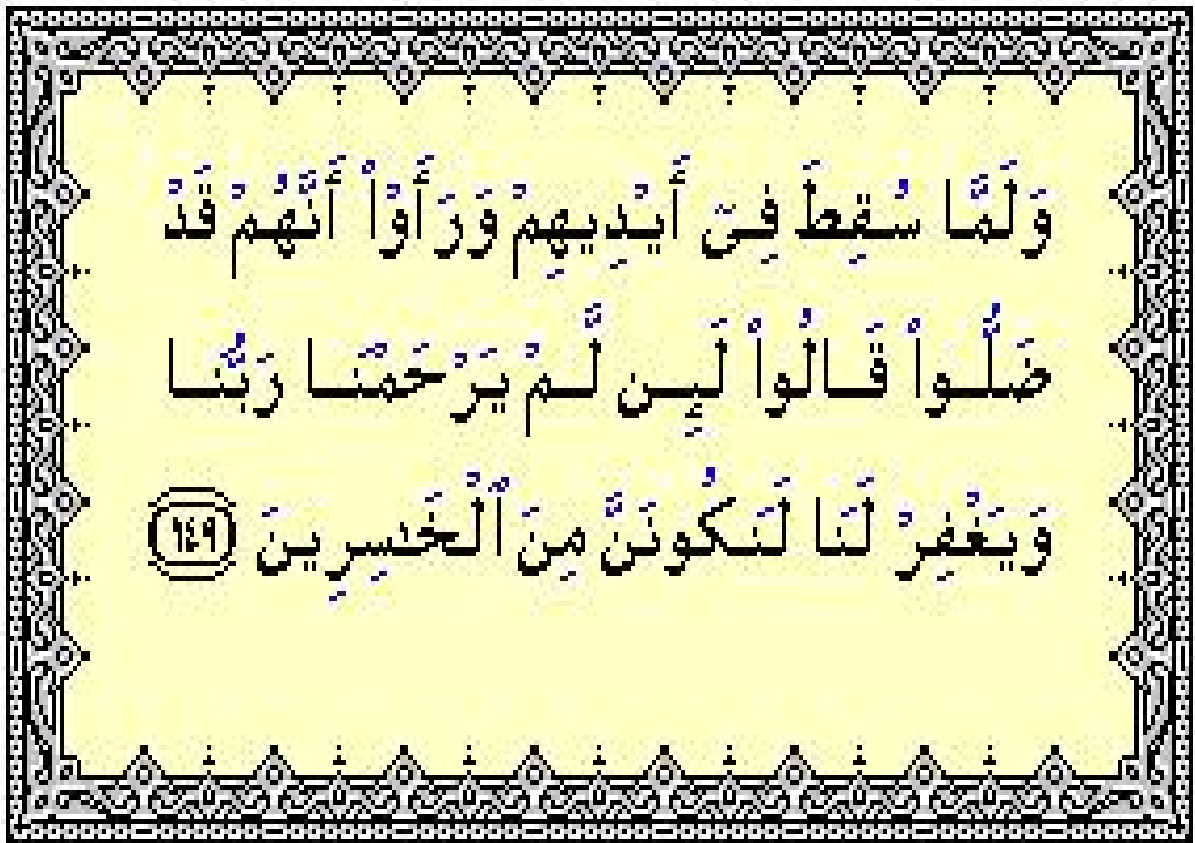 وَلَمَّا سُقِطَ فِىٓ أَيْدِيهِمْ وَرَأَوْاْ أَنَّهُمْ قَدْ
ضَلُّواْ قَالُواْ لَئِن لَّمْ يَرْحَمْنَا رَبُّنَا
وَيَغْفِرْ لَنَا لَنَكُونَنَّ مِنَ ٱلْخَـٰسِرِينَ ١٤٩